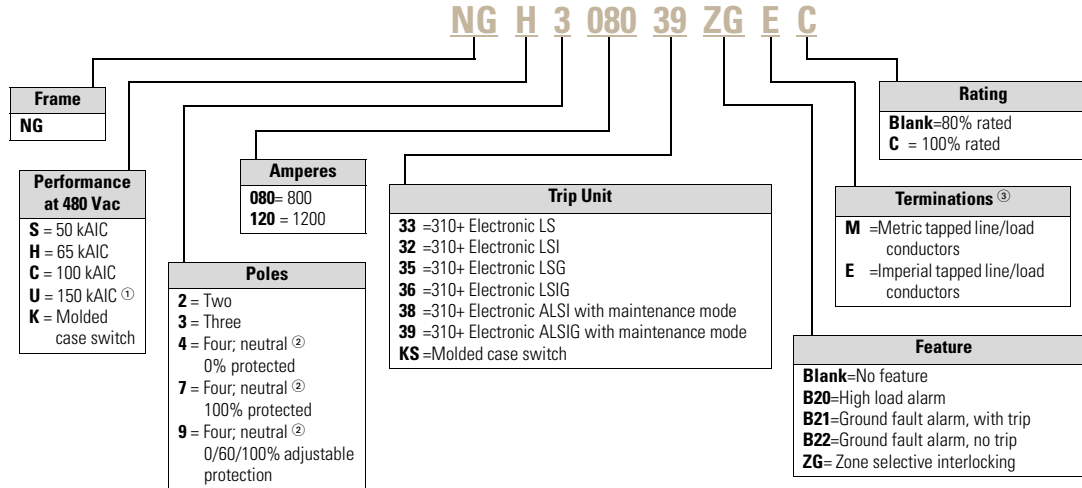 NG H 3 080 39 ZG E C
Frame
NG
Performance
at 480 Vac
S = 50 kAIC
H = 65 kAIC
C = 100 kAIC
U = 150 kAIC ①
K = Molded
case switch
Poles
2 = Two
3 = Three
4 = Four; neutral ②
0% protected
7 = Four; neutral ②
100% protected
9 = Four; neutral ②
0/60/100% adjustable
protection
Amperes
080= 800
120 = 1200
Trip Unit
33 =310+ Electronic LS
32 =310+ Electronic LSI
35 =310+ Electronic LSG
36 =310+ Electronic LSIG
38 =310+ Electronic ALSI with maintenance mode
39 =310+ Electronic ALSIG with maintenance mode
KS =Molded case switch
Feature
Blank=No feature
B20=High load alarm
B21=Ground fault alarm, with trip
B22=Ground fault alarm, no trip
ZG= Zone selective interlocking
Terminations ③
M =Metric tapped line/load
conductors
E =Imperial tapped line/load
conductors
Rating
Blank=80% rated
C = 100% rated